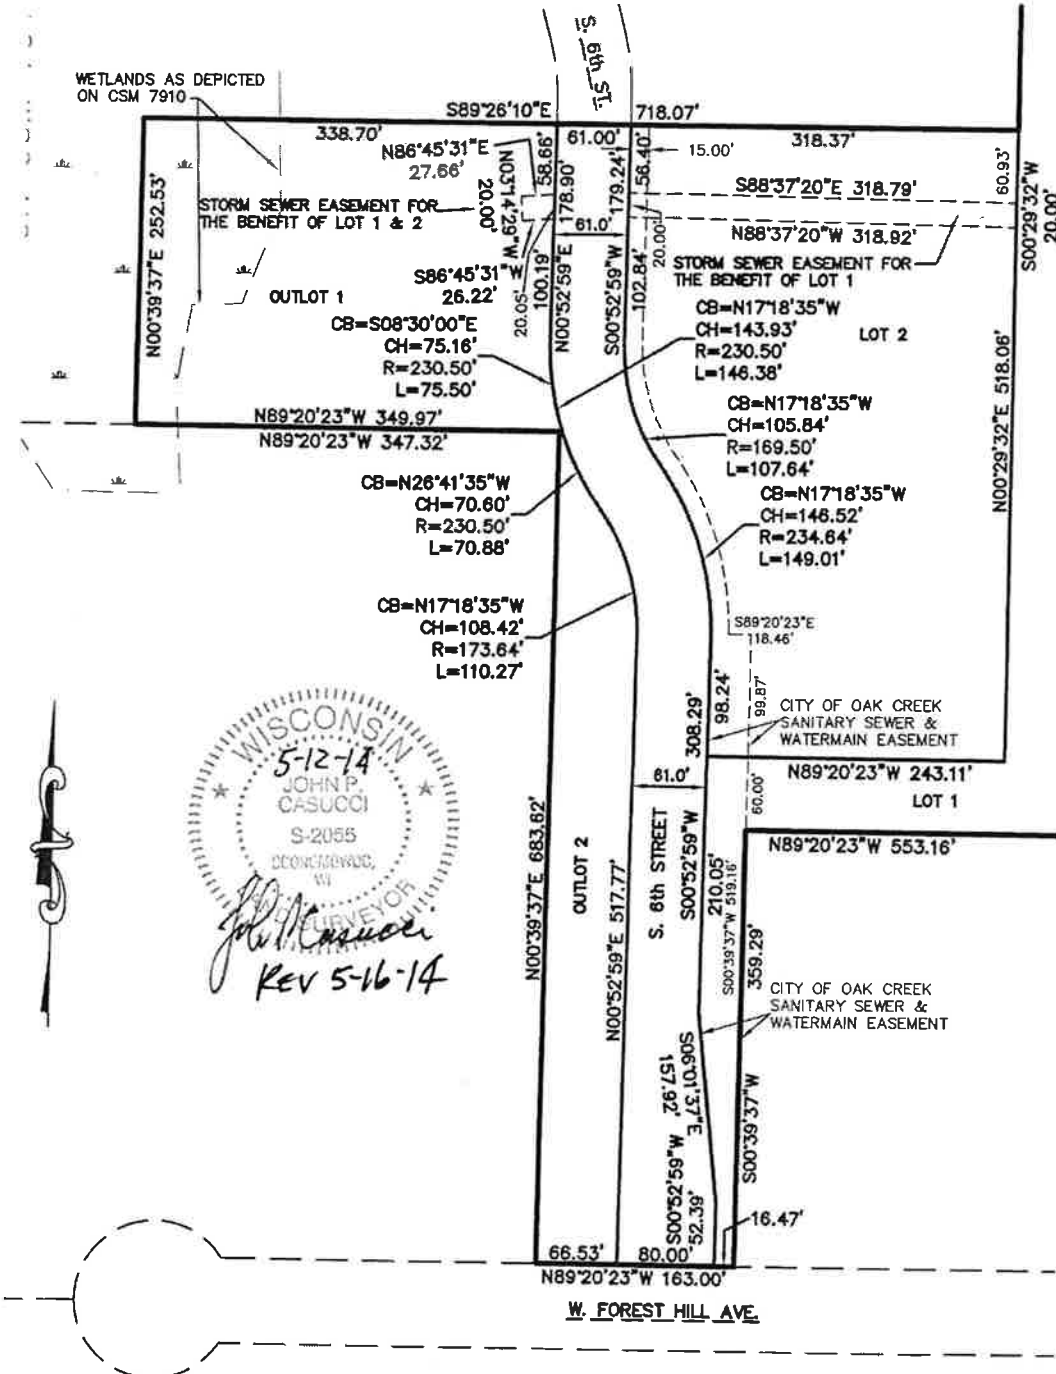 S. 6th ST.
WETLANDS AS DEPICTED
ON CSM 7910
S89°26'10"E
718.07'
338.70'
61.00'
318.37'
N86°45'31"E
27.66'
58.66'
56.40'
15.00'
60.93'
N00°39'37"E 252.53'
STORM SEWER EASEMENT FOR
THE BENEFIT OF LOT 1 & 2
N03°14'29"W
20.00'
178.90'
179.24'
61.0'
S88°37'20"E 318.79'
N88°37'20"W 318.92'
S00°29'32"W
20.00'
20.00'
STORM SEWER EASEMENT FOR
THE BENEFIT OF LOT 1
S86°45'31"W
26.22'
100.19'
20.05'
N00°52'59"E
S00°52'59"W
102.84'
OUTLOT 1
CB=S08°30'00"E
CH=75.16'
R=230.50'
L=75.50'
CB=N17°18'35"W
CH=143.93'
R=230.50'
L=146.38'
LOT 2
N00°29'32"E 518.06'
CB=N17°18'35"W
CH=105.84'
R=169.50'
L=107.64'
N89°20'23"W 349.97'
N89°20'23"W 347.32'
CB=N26°41'35"W
CH=70.60'
R=230.50'
L=70.88'
CB=N17°18'35"W
CH=146.52'
R=234.64'
L=149.01'
CB=N17°18'35"W
CH=108.42'
R=173.64'
L=110.27'
S89°20'23"E
118.46'
99.87'
98.24'
308.29'
CITY OF OAK CREEK
SANITARY SEWER &
WATERMAIN EASEMENT
WISCONSIN
5-12-14
JOHN P.
CASUCCI
S-2055
WI
SURVEYOR
REV 5-16-14
61.0'
N89°20'23"W 243.11'
LOT 1
60.00'
N89°20'23"W 553.16'
N00°39'37"E 683.62'
OUTLOT 2
N00°52'59"E 517.77'
S. 6th STREET
S00°52'59"W
210.05'
S00°39'37"W 519.16'
359.29'
CITY OF OAK CREEK
SANITARY SEWER &
WATERMAIN EASEMENT
S06°01'37"E
157.92'
S00°52'59"W
52.39'
S00°39'37"W
16.47'
66.53'
80.00'
N89°20'23"W 163.00'
W. FOREST HILL AVE.